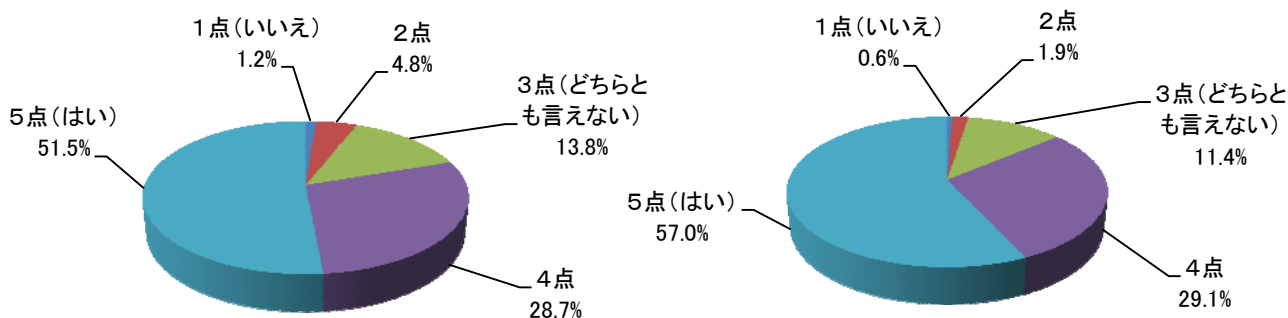 1点(いいえ)
1.2%
2点
4.8%
3点(どちらと
も言えない)
13.8%
4点
28.7%
5点(はい)
51.5%
1点(いいえ)
0.6%
2点
1.9%
3点(どちらと
も言えない)
11.4%
4点
29.1%
5点(はい)
57.0%